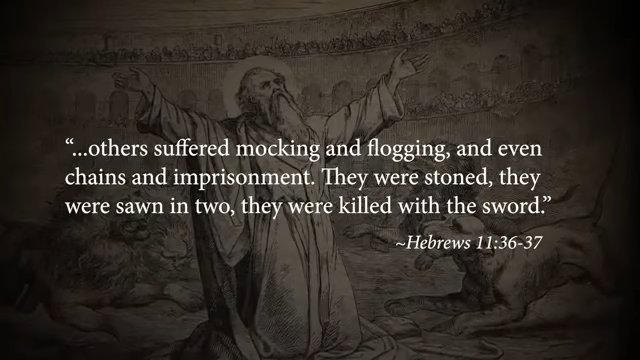 “...others suffered mocking and flogging, and even
chains and imprisonment. They were stoned, they
were sawn in two, they were killed with the sword.”
~Hebrews 11:36-37